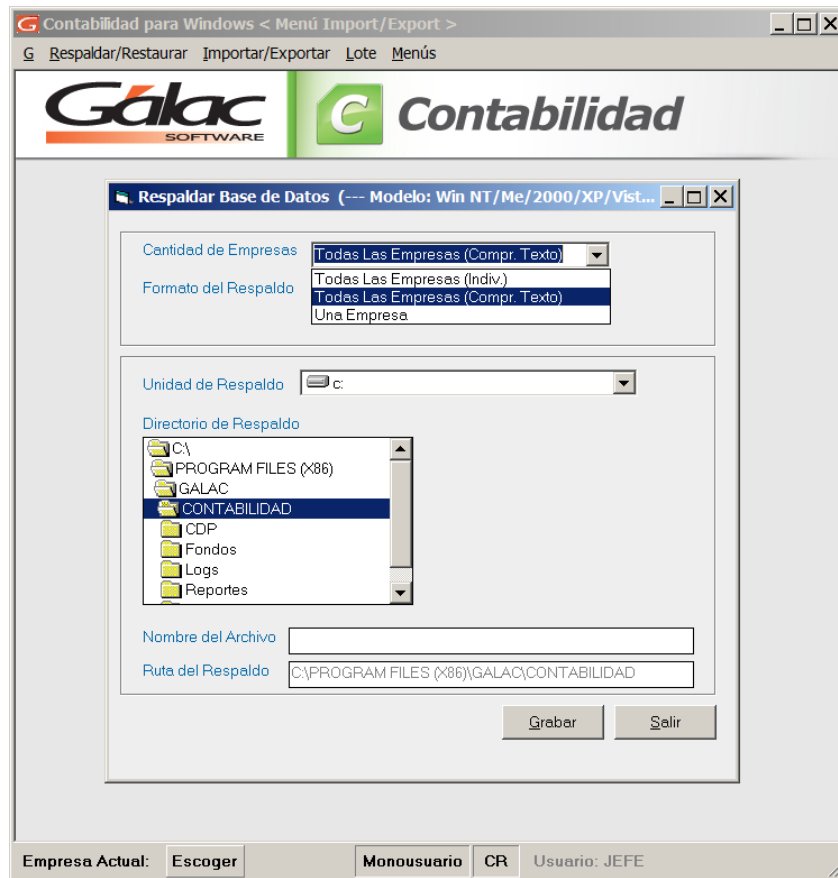 G Contabilidad para Windows < Menú Import/Export >
G Respaldar/Restaurar Importar/Exportar Lote Menús
Gálac SOFTWARE
C Contabilidad
Respaldar Base de Datos (--- Modelo: Win NT/Me/2000/XP/Vist...
Cantidad de Empresas Todas Las Empresas (Compr. Texto)
Todas Las Empresas (Indiv.)
Formato del Respaldo Todas Las Empresas (Compr. Texto)
Una Empresa
Unidad de Respaldo c:
Directorio de Respaldo
C:\
PROGRAM FILES (X86)
GALAC
CONTABILIDAD
CDP
Fondos
Logs
Reportes
Nombre del Archivo
Ruta del Respaldo C:\PROGRAM FILES (X86)\GALAC\CONTABILIDAD
Grabar Salir
Empresa Actual: Escoger Monousuario CR Usuario: JEFE